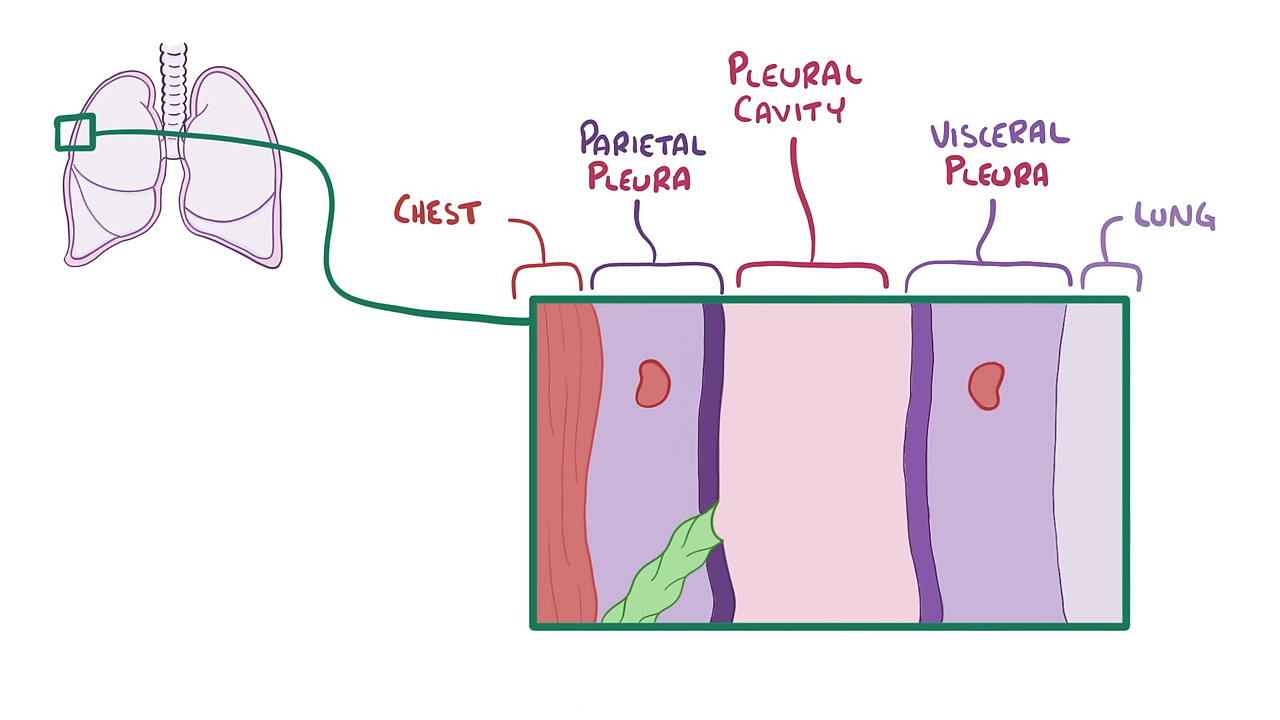 PLEURAL
CAVITY
PARIETAL
PLEURA
VISCERAL
PLEURA
CHEST
LUNG